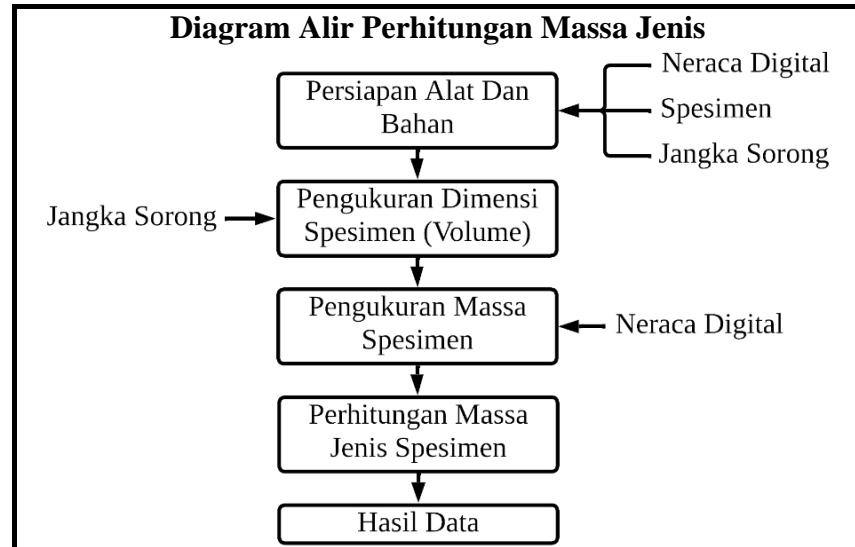 Diagram Alir Perhitungan Massa Jenis
Persiapan Alat Dan
Bahan
Neraca Digital
Spesimen
Jangka Sorong
Jangka Sorong
Pengukuran Dimensi
Spesimen (Volume)
Pengukuran Massa
Spesimen
Neraca Digital
Perhitungan Massa
Jenis Spesimen
Hasil Data